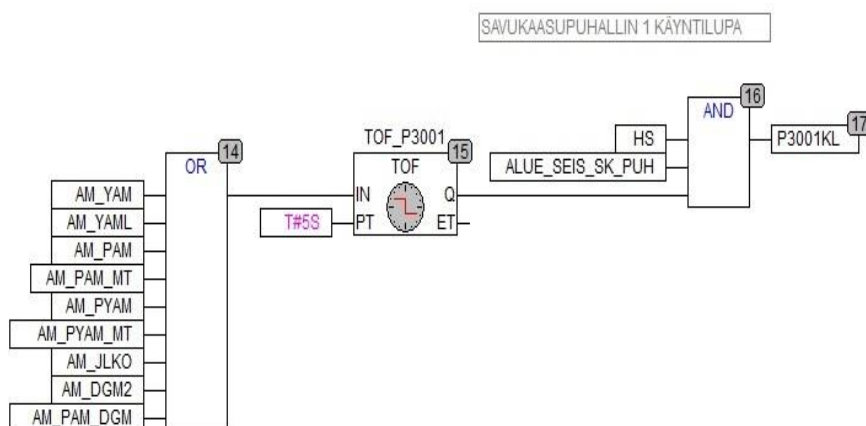 SAVUKAASUPUHALLIN 1 KÄYNTILUPA
16
AND
17
TOF_P3001
HS
P3001KL
14
15
OR
TOF
ALUE_SEIS_SK_PUH
AM_YAM
IN
Q
AM_YAML
T#5S
PT
ET
AM_PAM
AM_PAM_MT
AM_PYAM
AM_PYAM_MT
AM_JLKO
AM_DGM2
AM_PAM_DGM